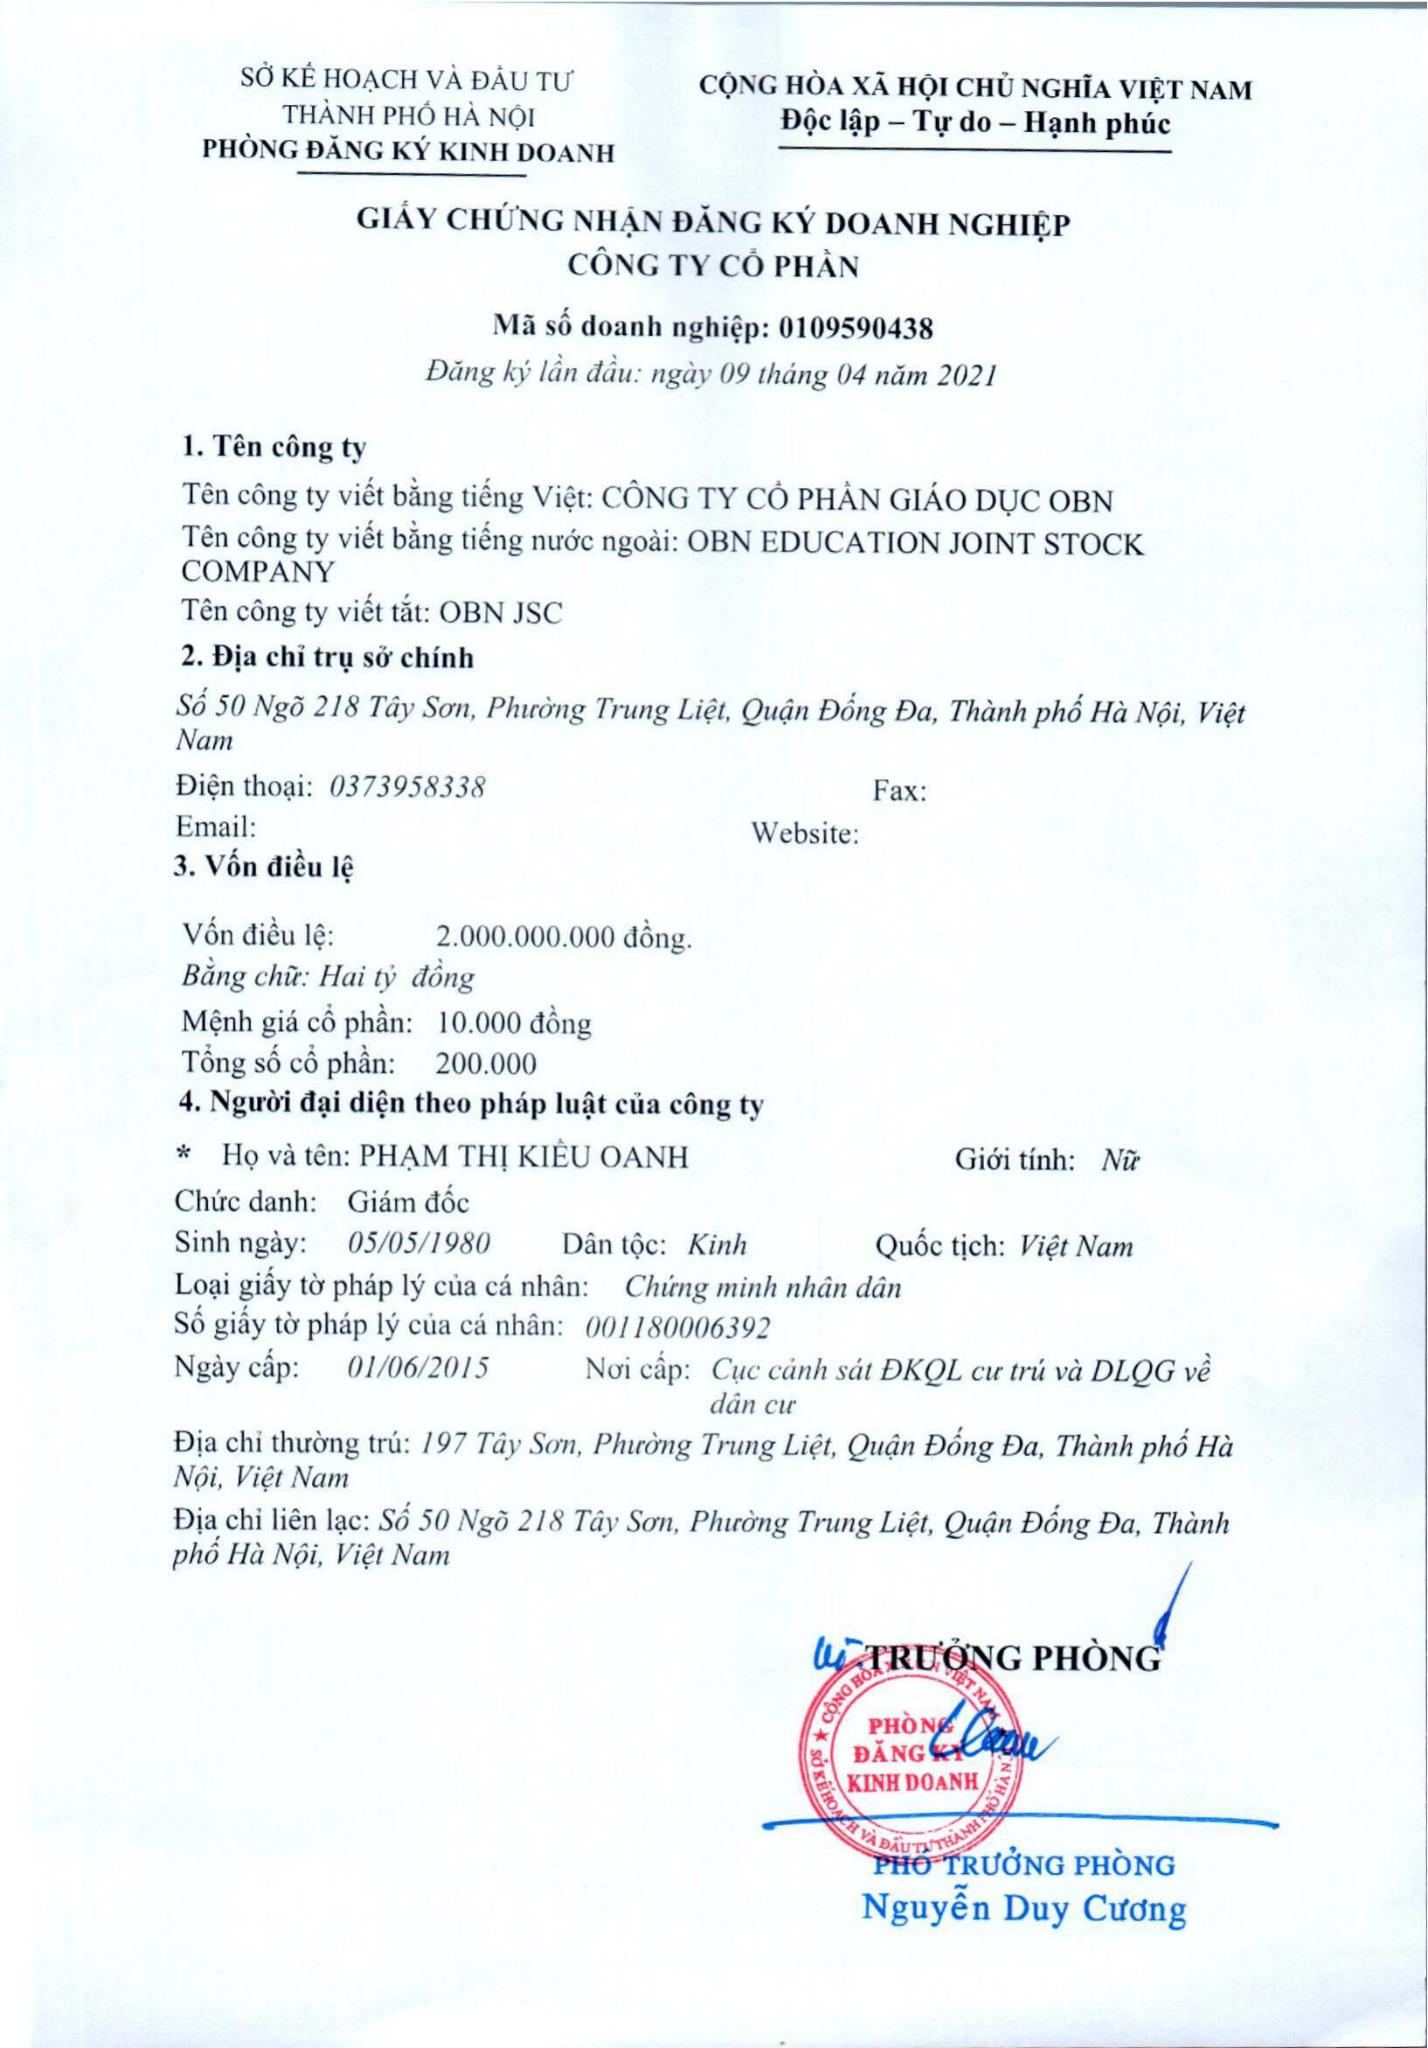 SỞ KẾ HOẠCH VÀ ĐẦU TƯ
THÀNH PHỐ HÀ NỘI
PHÒNG ĐĂNG KÝ KINH DOANH
CỘNG HÒA XÃ HỘI CHỦ NGHĨA VIỆT NAM
Độc lập – Tự do – Hạnh phúc
GIẤY CHỨNG NHẬN ĐĂNG KÝ DOANH NGHIỆP
CÔNG TY CỔ PHẦN
Mã số doanh nghiệp: 0109590438
Đăng ký lần đầu: ngày 09 tháng 04 năm 2021
1. Tên công ty
Tên công ty viết bằng tiếng Việt: CÔNG TY CỔ PHẦN GIÁO DỤC OBN
Tên công ty viết bằng tiếng nước ngoài: OBN EDUCATION JOINT STOCK
COMPANY
Tên công ty viết tắt: OBN JSC
2. Địa chỉ trụ sở chính
Số 50 Ngõ 218 Tây Sơn, Phường Trung Liệt, Quận Đống Đa, Thành phố Hà Nội, Việt
Nam
Điện thoại: 0373958338 Fax:
Email: Website:
3. Vốn điều lệ
Vốn điều lệ: 2.000.000.000 đồng.
Bằng chữ: Hai tỷ đồng
Mệnh giá cổ phần: 10.000 đồng
Tổng số cổ phần: 200.000
4. Người đại diện theo pháp luật của công ty
* Họ và tên: PHẠM THỊ KIỀU OANH Giới tính: Nữ
Chức danh: Giám đốc
Sinh ngày: 05/05/1980 Dân tộc: Kinh Quốc tịch: Việt Nam
Loại giấy tờ pháp lý của cá nhân: Chứng minh nhân dân
Số giấy tờ pháp lý của cá nhân: 001180006392
Ngày cấp: 01/06/2015 Nơi cấp: Cục cảnh sát ĐKQL cư trú và DLQG về
dân cư
Địa chỉ thường trú: 197 Tây Sơn, Phường Trung Liệt, Quận Đống Đa, Thành phố Hà
Nội, Việt Nam
Địa chỉ liên lạc: Số 50 Ngõ 218 Tây Sơn, Phường Trung Liệt, Quận Đống Đa, Thành
phố Hà Nội, Việt Nam
TRƯỞNG PHÒNG
PHÒNG
ĐĂNG KÝ
KINH DOANH
SỞ KẾ HOẠCH VÀ ĐẦU TƯ THÀNH PHỐ HÀ NỘI
PHÓ TRƯỞNG PHÒNG
Nguyễn Duy Cương